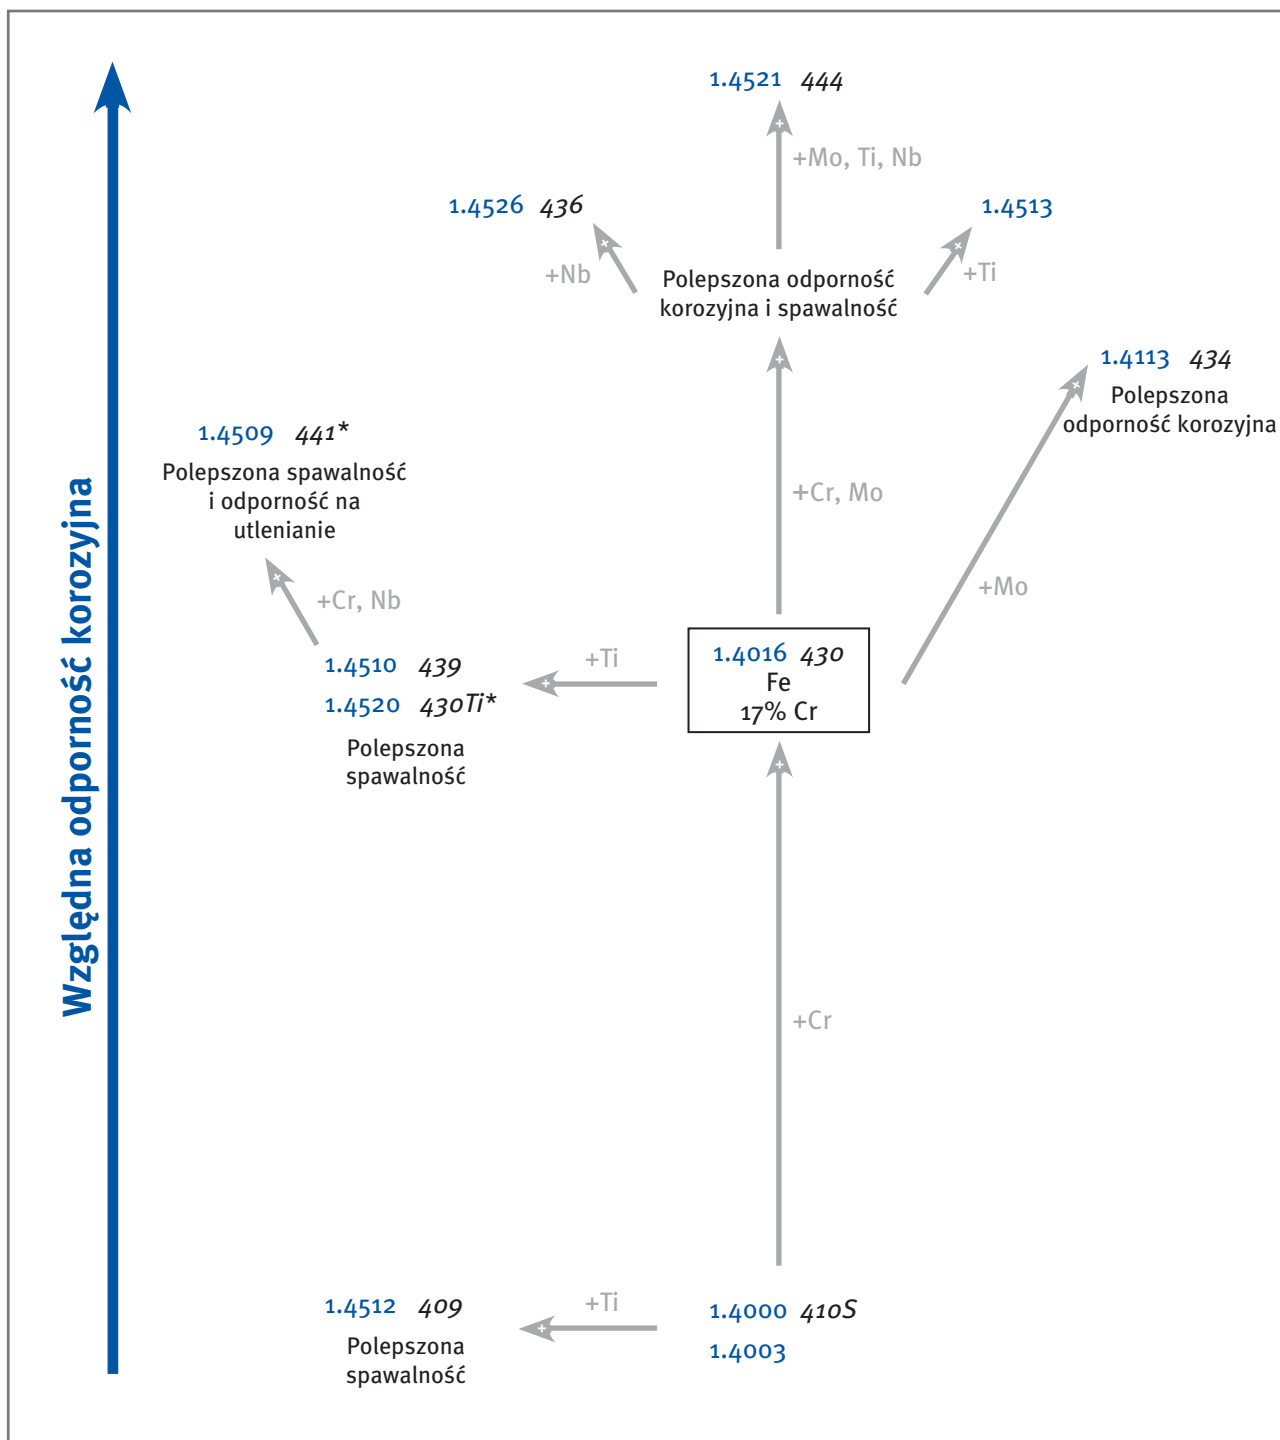 Względna odporność korozyjna
1.4521 444
+Mo, Ti, Nb
1.4526 436
1.4513
+Nb
+Ti
Polepszona odporność
korozyjna i spawalność
1.4113 434
Polepszona
odporność korozyjna
1.4509 441*
Polepszona spawalność
i odporność na
utlenianie
+Cr, Mo
+Cr, Nb
+Mo
1.4510 439
1.4520 430Ti*
Polepszona
spawalność
+Ti
1.4016 430
Fe
17% Cr
+Cr
1.4512 409
Polepszona
spawalność
+Ti
1.4000 410S
1.4003